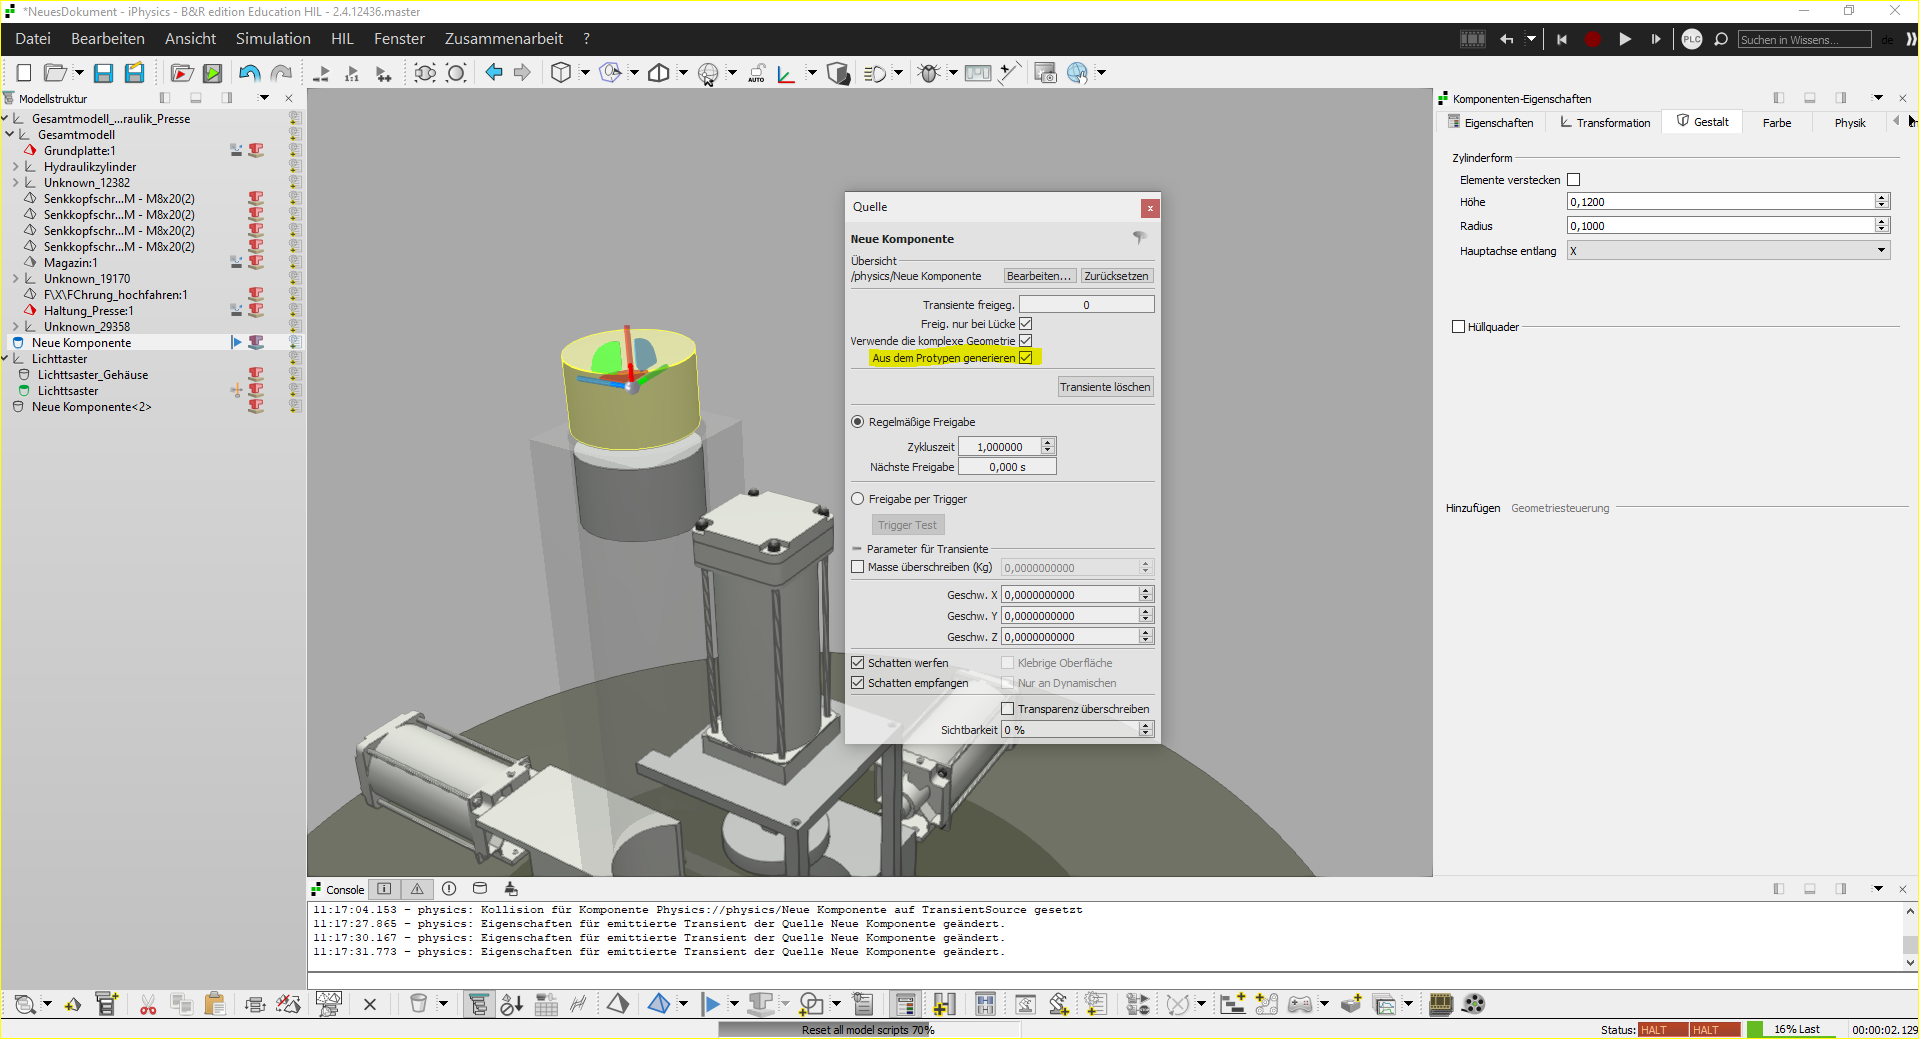 *NeuesDokument - iPhysics - B&R edition Education HIL - 2.4.12436.master
Datei Bearbeiten Ansicht Simulation HIL Fenster Zusammenarbeit ?
PLC Suchen in Wissens... de
1:1
AUTO
Modellstruktur
Gesamtmodell_...raulik_Presse
Gesamtmodell
Grundplatte:1
Hydraulikzylinder
Unknown_12382
Senkkopfschr...M - M8x20(2)
Senkkopfschr...M - M8x20(2)
Senkkopfschr...M - M8x20(2)
Senkkopfschr...M - M8x20(2)
Magazin:1
Unknown_19170
F\X\FChrung_hochfahren:1
Haltung_Presse:1
Unknown_29358
Neue Komponente
Lichttaster
Lichttsaster_Gehäuse
Lichttsaster
Neue Komponente<2>
Quelle
Neue Komponente
Übersicht
/physics/Neue Komponente Bearbeiten... Zurücksetzen
Transiente freigeg. 0
Freig. nur bei Lücke
Verwende die komplexe Geometrie
Aus dem Protypen generieren
Transiente löschen
Regelmäßige Freigabe
Zykluszeit 1,000000
Nächste Freigabe 0,000 s
Freigabe per Trigger
Trigger Test
Parameter für Transiente
Masse überschreiben (Kg) 0,0000000000
Geschw. X 0,0000000000
Geschw. Y 0,0000000000
Geschw. Z 0,0000000000
Schatten werfen Klebrige Oberfläche
Schatten empfangen Nur an Dynamischen
Transparenz überschreiben
Sichtbarkeit 0 %
Komponenten-Eigenschaften
Eigenschaften Transformation Gestalt Farbe Physik
Zylinderform
Elemente verstecken
Höhe 0,1200
Radius 0,1000
Hauptachse entlang X
Hüllquader
Hinzufügen Geometriesteuerung
Console
11:17:04.153 - physics: Kollision für Komponente Physics://physics/Neue Komponente auf TransientSource gesetzt
11:17:27.865 - physics: Eigenschaften für emittierte Transient der Quelle Neue Komponente geändert.
11:17:30.167 - physics: Eigenschaften für emittierte Transient der Quelle Neue Komponente geändert.
11:17:31.773 - physics: Eigenschaften für emittierte Transient der Quelle Neue Komponente geändert.
Reset all model scripts 70%
Status: HALT HALT 16% Last 00:00:02.129